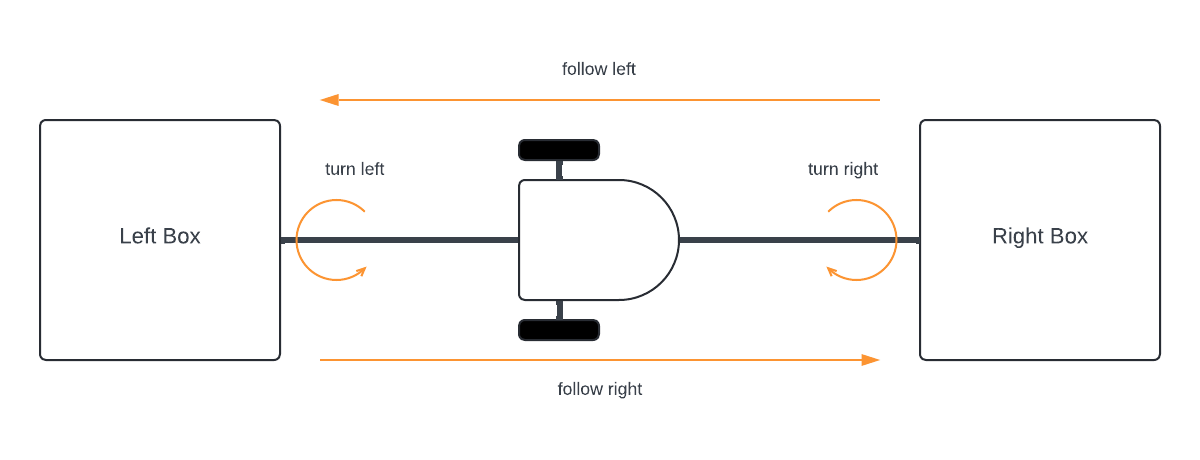 follow left
turn left
turn right
Left Box
Right Box
follow right